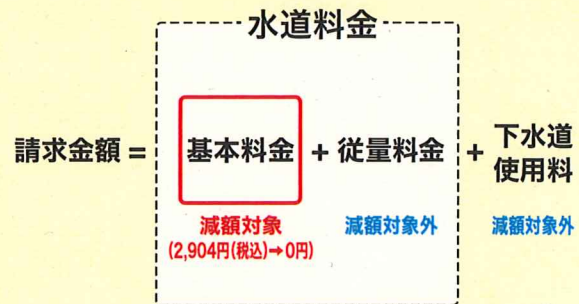 水道料金
請求金額 = 基本料金 + 従量料金 + 下水道
使用料
減額対象 減額対象外 減額対象外
(2,904円(税込)→0円)